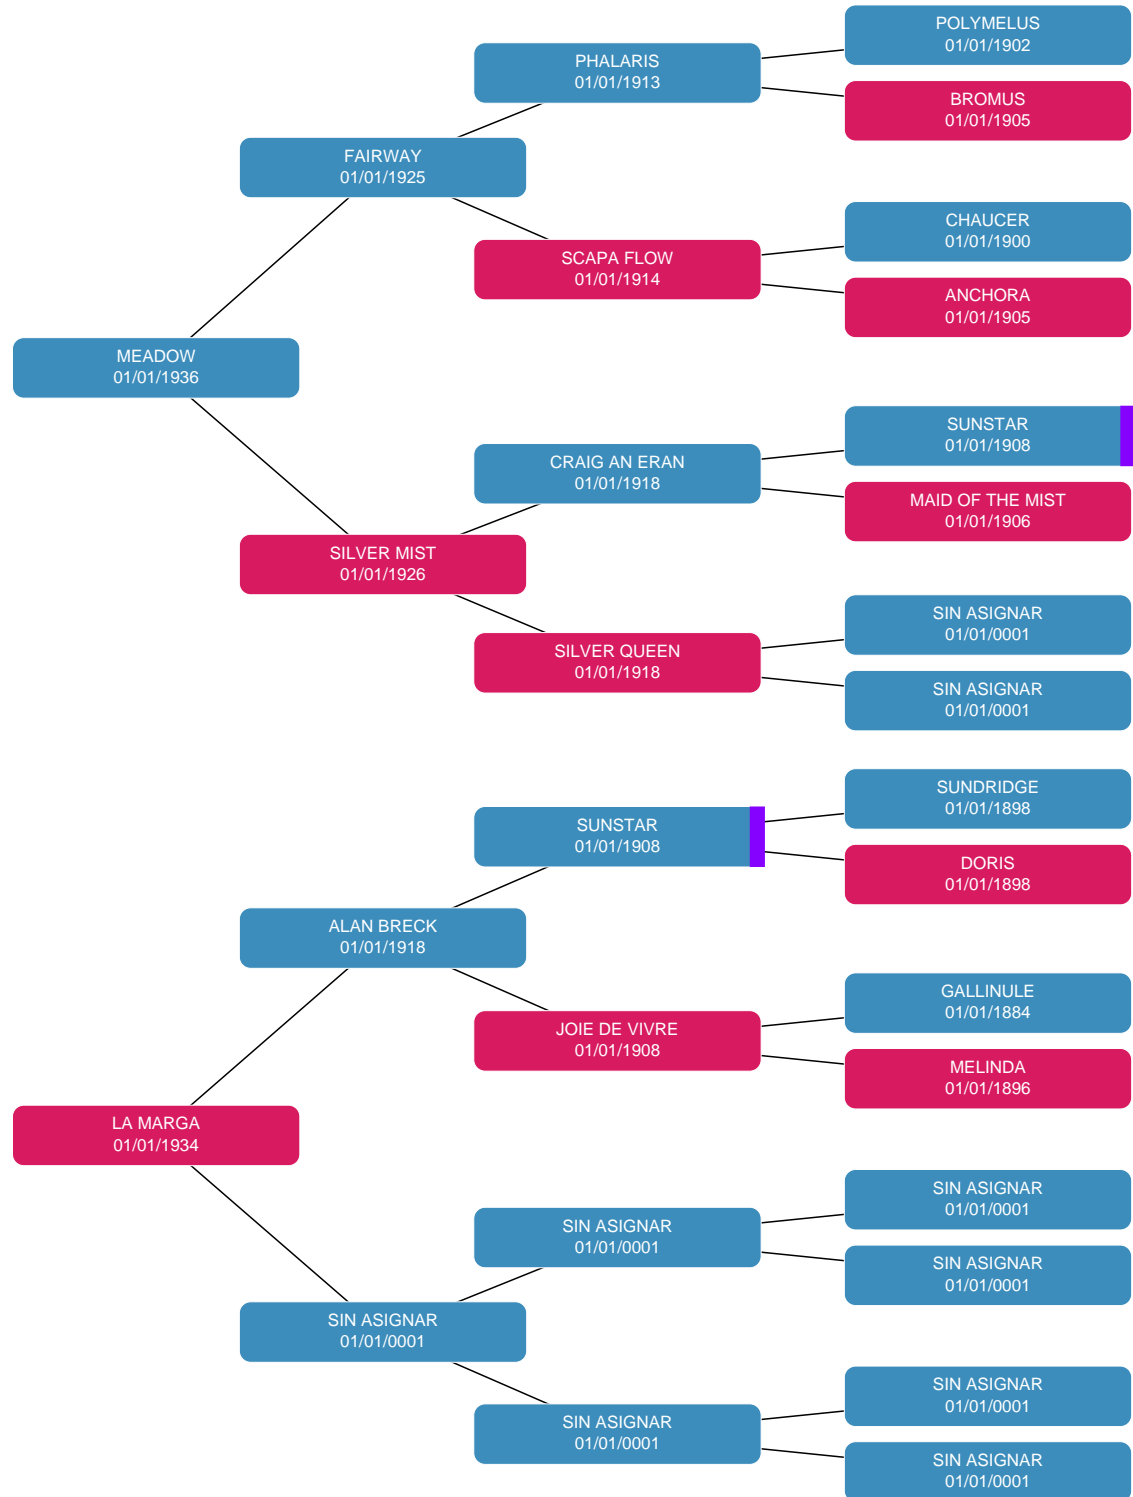 POLYMELUS
01/01/1902
PHALARIS
01/01/1913
BROMUS
01/01/1905
FAIRWAY
01/01/1925
CHAUCER
01/01/1900
SCAPA FLOW
01/01/1914
ANCHORA
01/01/1905
MEADOW
01/01/1936
SUNSTAR
01/01/1908
CRAIG AN ERAN
01/01/1918
MAID OF THE MIST
01/01/1906
SILVER MIST
01/01/1926
SIN ASIGNAR
01/01/0001
SILVER QUEEN
01/01/1918
SIN ASIGNAR
01/01/0001
SUNDRIDGE
01/01/1898
SUNSTAR
01/01/1908
DORIS
01/01/1898
ALAN BRECK
01/01/1918
GALLINULE
01/01/1884
JOIE DE VIVRE
01/01/1908
MELINDA
01/01/1896
LA MARGA
01/01/1934
SIN ASIGNAR
01/01/0001
SIN ASIGNAR
01/01/0001
SIN ASIGNAR
01/01/0001
SIN ASIGNAR
01/01/0001
SIN ASIGNAR
01/01/0001
SIN ASIGNAR
01/01/0001
SIN ASIGNAR
01/01/0001